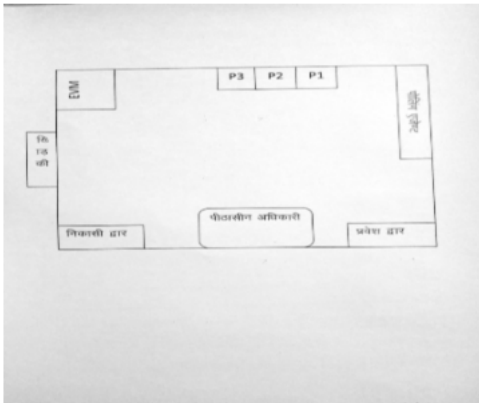 EVM
P3 P2 P1
पोलिंग एजेंट
खि
ड़
की
पीठासीन अधिकारी
निकासी द्वार
प्रवेश द्वार